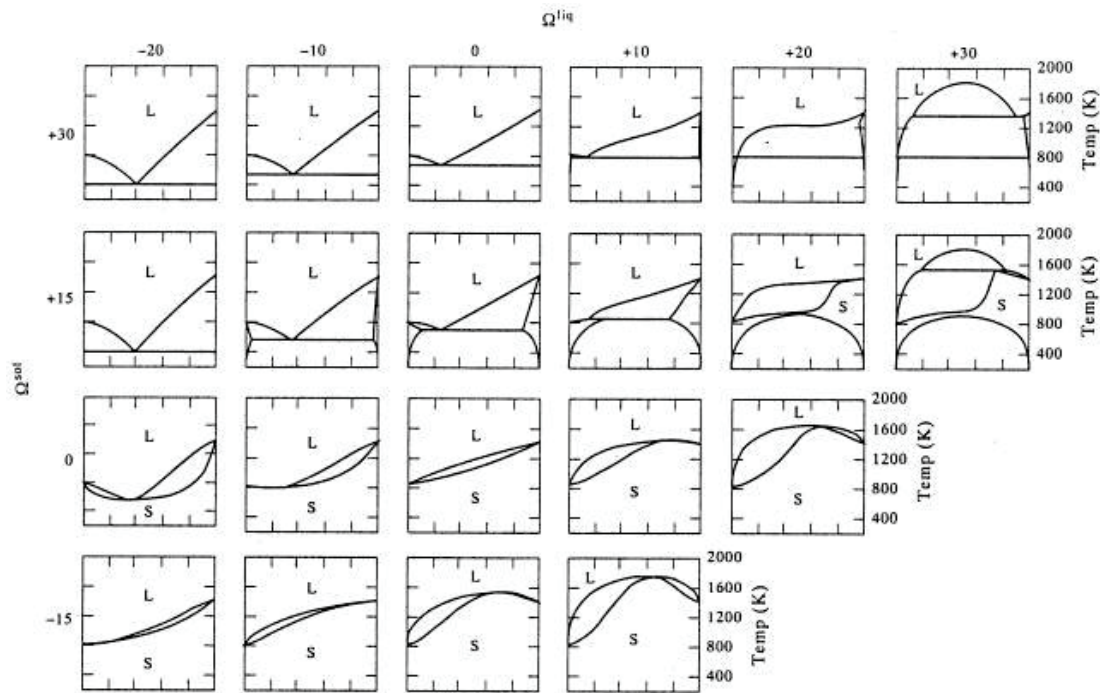 Ω^liq
−20 −10 0 +10 +20 +30
+30 L L L L L L 2000 1600 1200 800 400 Temp (K)
+15 L L L L L S L S 2000 1600 1200 800 400 Temp (K)
Ω^sol
0 L S L S L S L S L S 2000 1600 1200 800 400 Temp (K)
−15 L S L S L S L S 2000 1600 1200 800 400 Temp (K)